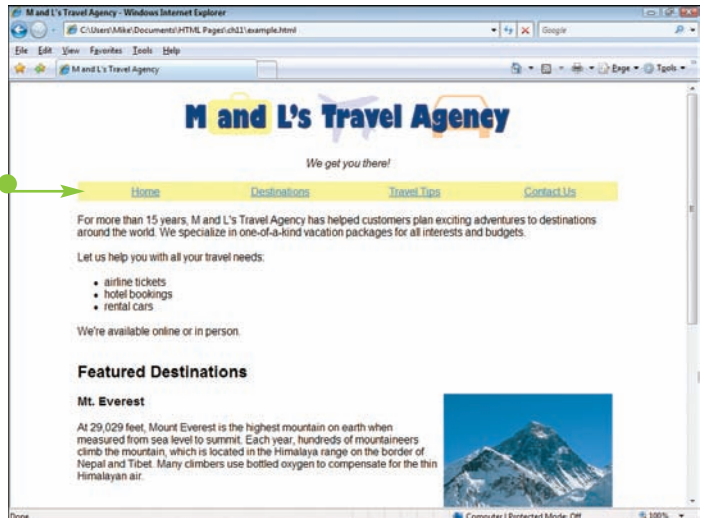 M and L's Travel Agency - Windows Internet Explorer
C:\Users\Mike\Documents\HTML Pages\ch11\example.html
Google
File Edit View Favorites Tools Help
M and L's Travel Agency
Page Tools
M and L's Travel Agency
We get you there!
Home Destinations Travel Tips Contact Us
For more than 15 years, M and L's Travel Agency has helped customers plan exciting adventures to destinations
around the world. We specialize in one-of-a-kind vacation packages for all interests and budgets.
Let us help you with all your travel needs:
• airline tickets
• hotel bookings
• rental cars
We're available online or in person.
Featured Destinations
Mt. Everest
At 29,029 feet, Mount Everest is the highest mountain on earth when
measured from sea level to summit. Each year, hundreds of mountaineers
climb the mountain, which is located in the Himalaya range on the border of
Nepal and Tibet. Many climbers use bottled oxygen to compensate for the thin
Himalayan air.
Done Computer | Protected Mode: Off 100%